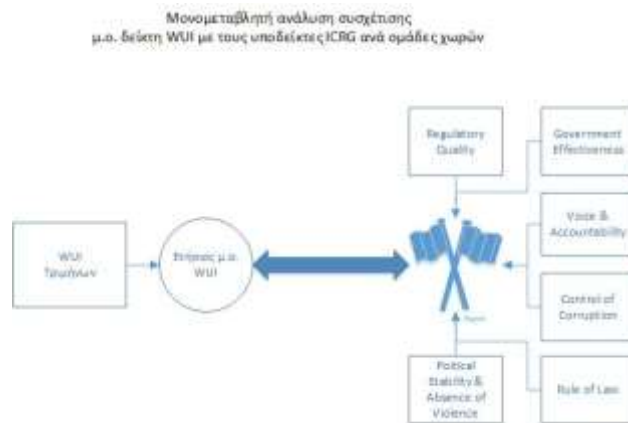 Μονομεταβλητή ανάλυση συσχέτισης
μ.ο. δείκτη WUI με τους υποδείκτες ICRG ανά ομάδες χωρών
Regulatory
Quality
Government
Effectiveness
Voice &
Accountability
WUI
Τριμήνων
Ετήσιος μ.ο.
WUI
Control of
Corruption
Political
Stability &
Absence of
Violence
Rule of Law